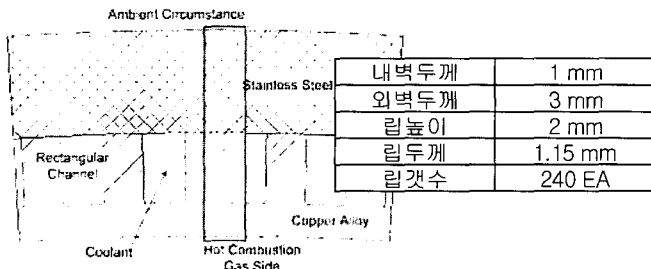 Ambient Circumstance
Stainless Steel
Rectangular
Channel
Copper Alloy
Coolant
Hot Combustion
Gas Side
내벽두께 1 mm
외벽두께 3 mm
립높이 2 mm
립두께 1.15 mm
립갯수 240 EA